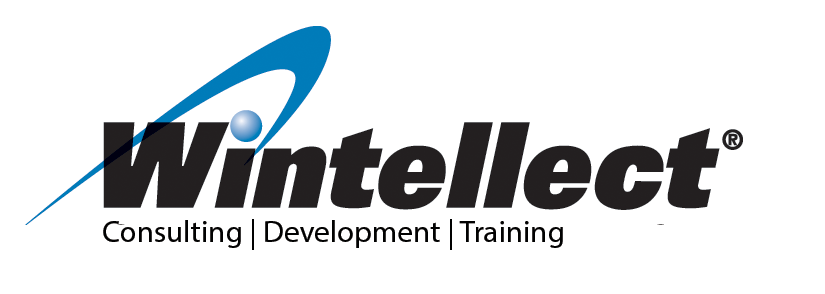 Wintellect®
Consulting | Development | Training